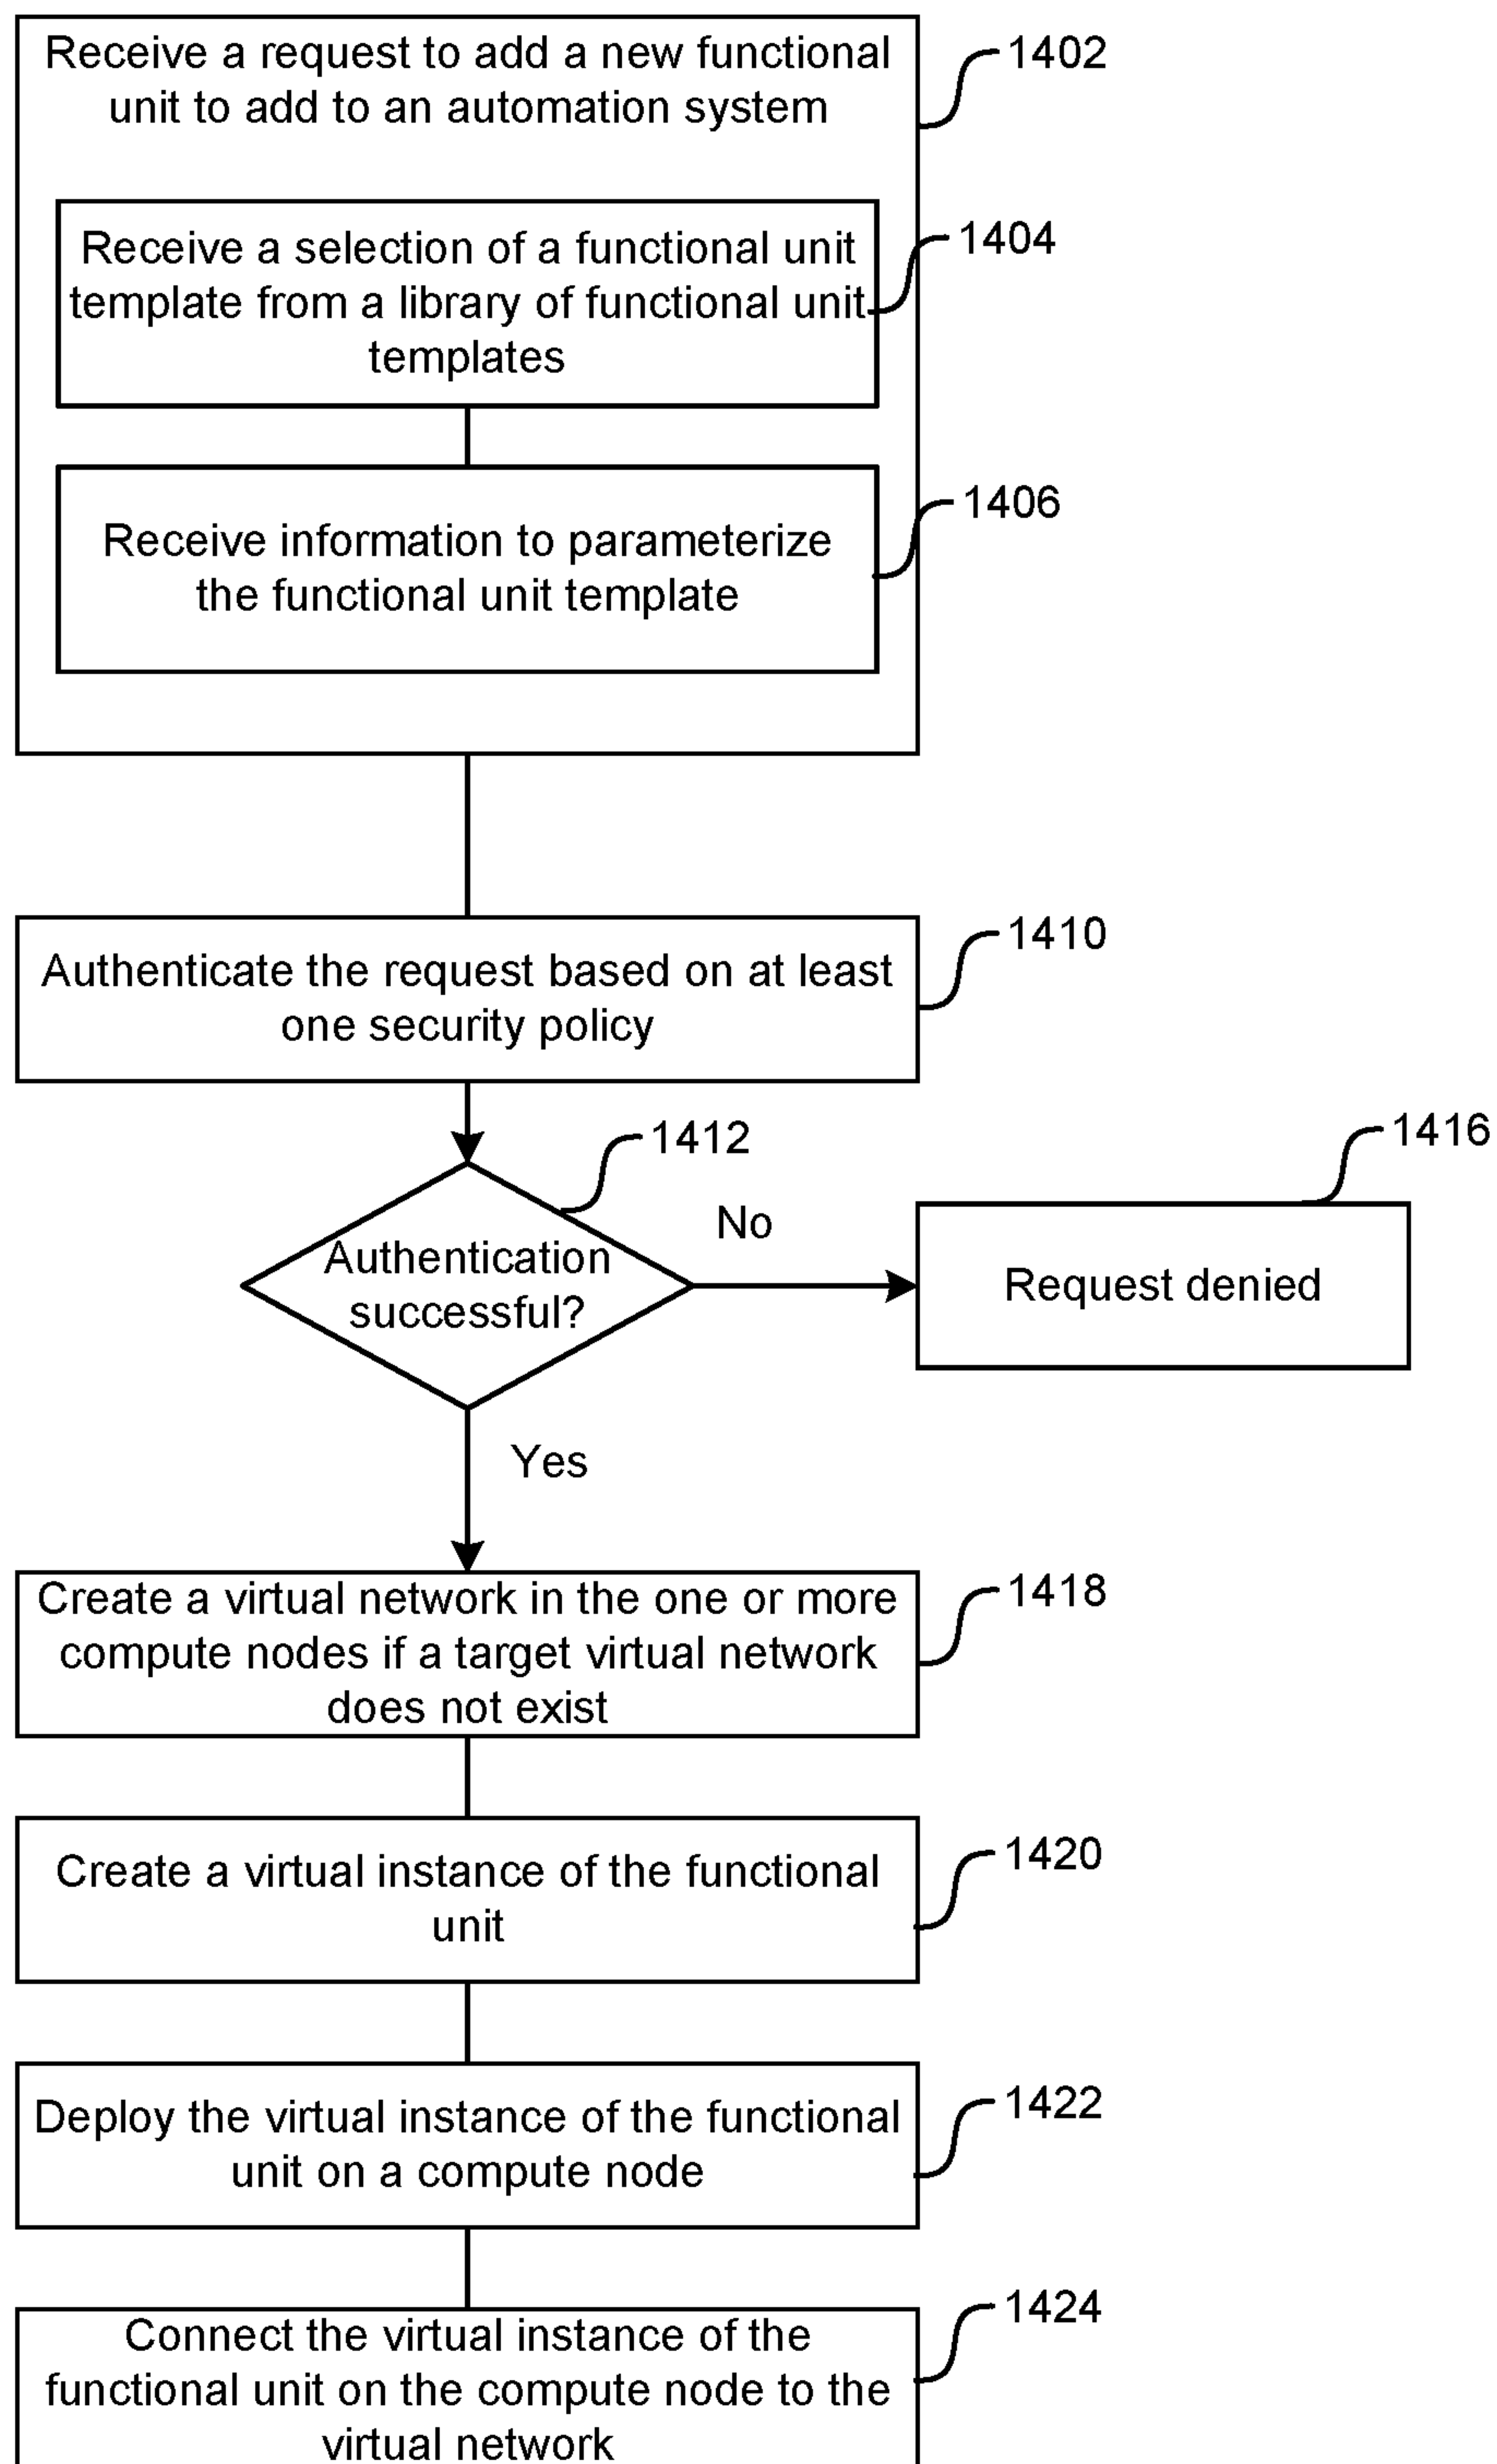 Receive a request to add a new functional
unit to add to an automation system
1402
Receive a selection of a functional unit
template from a library of functional unit
templates
1404
Receive information to parameterize
the functional unit template
1406
Authenticate the request based on at least
one security policy
1410
Authentication
successful?
1412
No
Request denied
1416
Yes
Create a virtual network in the one or more
compute nodes if a target virtual network
does not exist
1418
Create a virtual instance of the functional
unit
1420
Deploy the virtual instance of the functional
unit on a compute node
1422
Connect the virtual instance of the
functional unit on the compute node to the
virtual network
1424